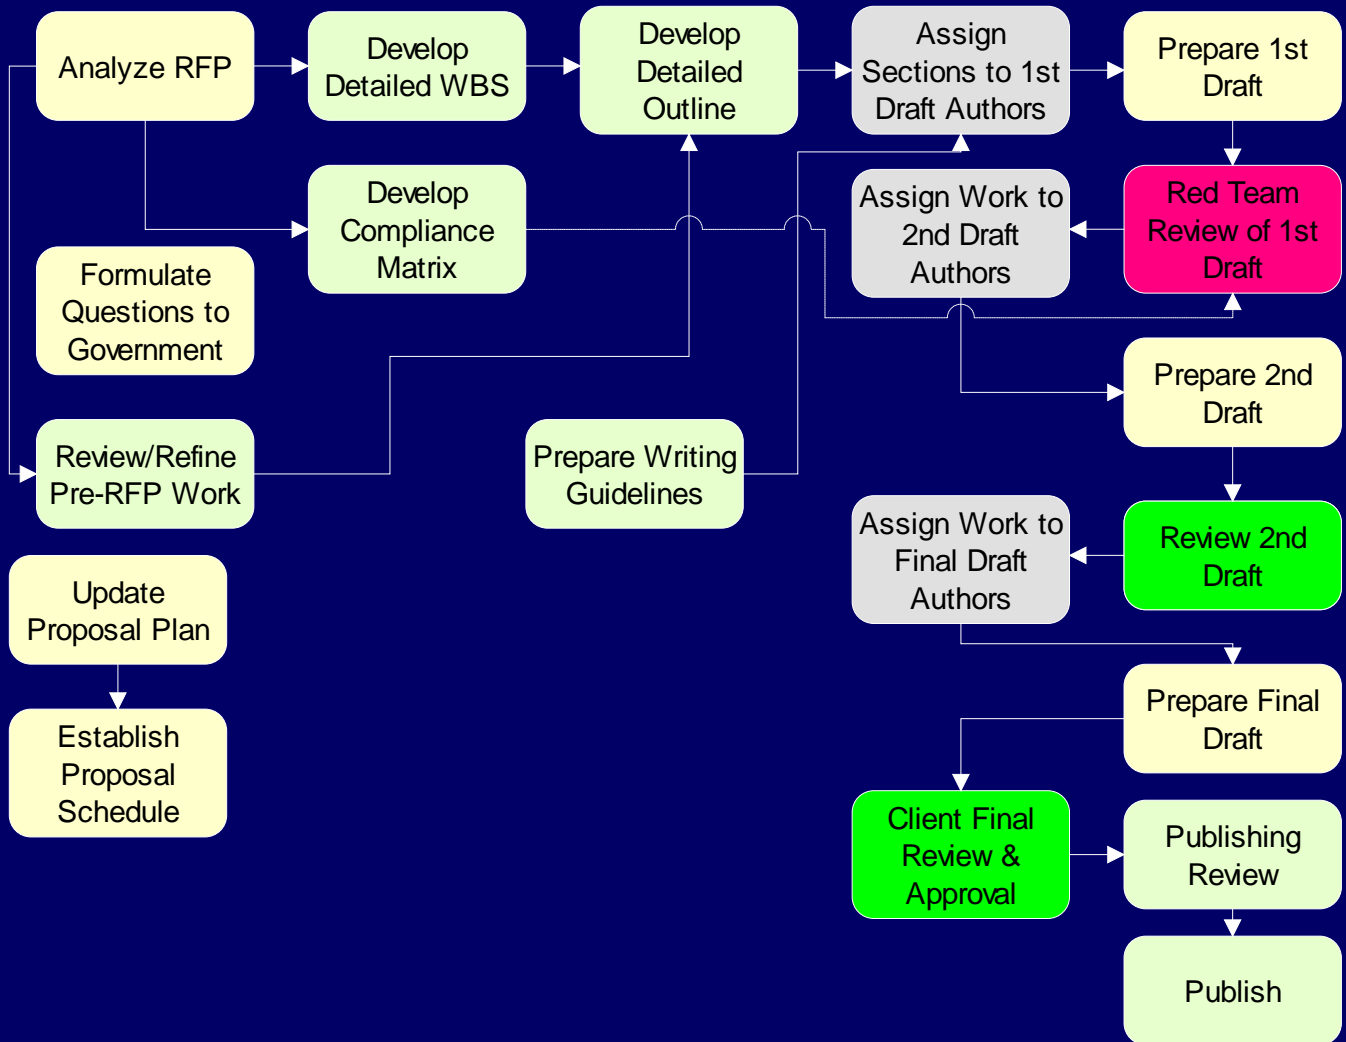 Analyze RFP
Develop
Detailed WBS
Develop
Detailed
Outline
Assign
Sections to 1st
Draft Authors
Prepare 1st
Draft
Develop
Compliance
Matrix
Assign Work to
2nd Draft
Authors
Red Team
Review of 1st
Draft
Formulate
Questions to
Government
Prepare 2nd
Draft
Review/Refine
Pre-RFP Work
Prepare Writing
Guidelines
Assign Work to
Final Draft
Authors
Review 2nd
Draft
Update
Proposal Plan
Prepare Final
Draft
Establish
Proposal
Schedule
Client Final
Review &
Approval
Publishing
Review
Publish